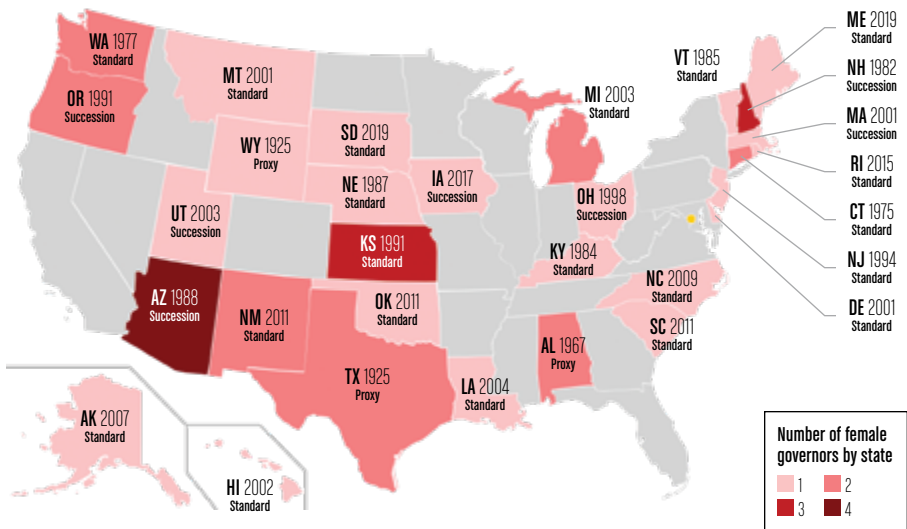 WA 1977
Standard
OR 1991
Succession
MT 2001
Standard
WY 1925
Proxy
SD 2019
Standard
NE 1987
Standard
IA 2017
Succession
MI 2003
Standard
UT 2003
Succession
KS 1991
Standard
OH 1998
Succession
KY 1984
Standard
AZ 1988
Succession
NM 2011
Standard
OK 2011
Standard
NC 2009
Standard
SC 2011
Standard
TX 1925
Proxy
AL 1967
Proxy
LA 2004
Standard
AK 2007
Standard
HI 2002
Standard
VT 1985
Standard
ME 2019
Standard
NH 1982
Succession
MA 2001
Succession
RI 2015
Standard
CT 1975
Standard
NJ 1994
Standard
DE 2001
Standard
Number of female
governors by state
1 2
3 4